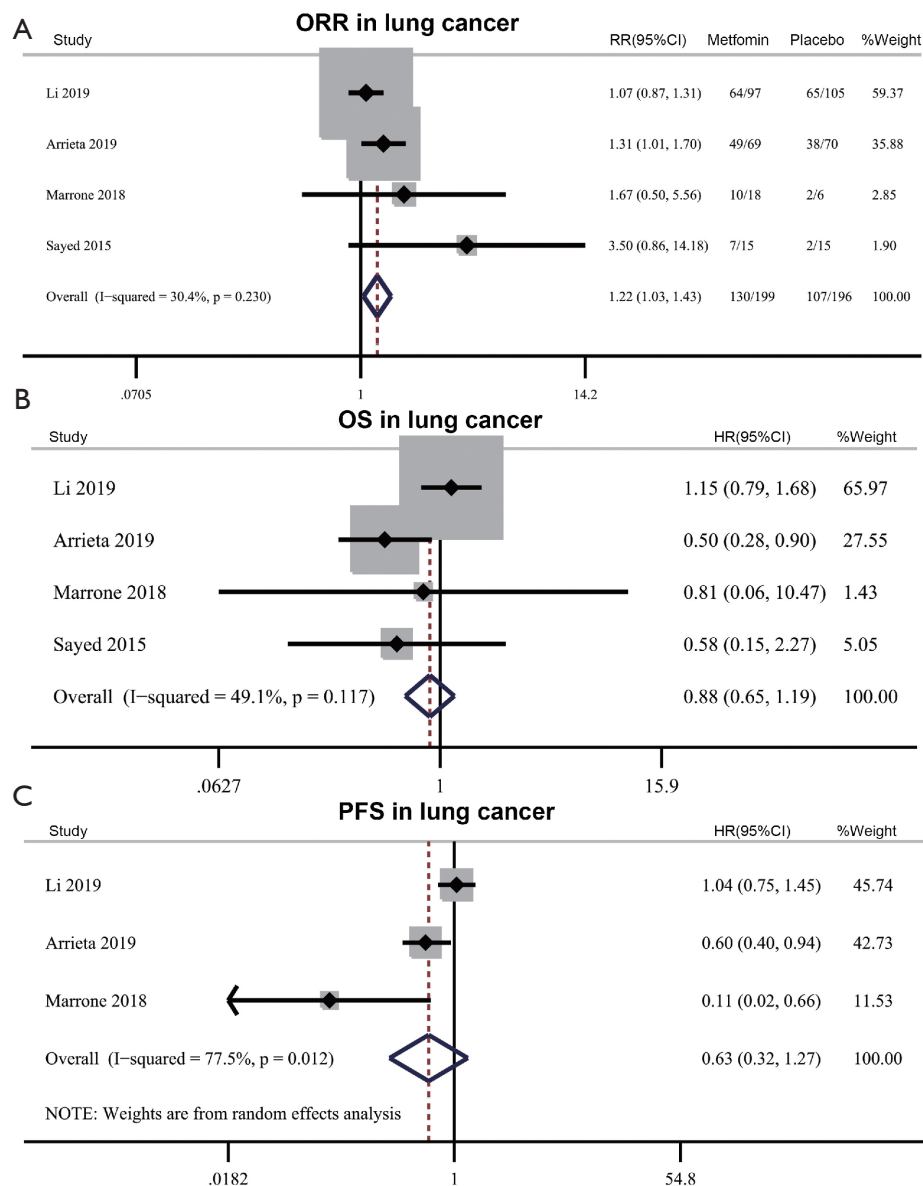 A
ORR in lung cancer
Study RR(95%CI) Metfomin Placebo %Weight
Li 2019 1.07 (0.87, 1.31) 64/97 65/105 59.37
Arrieta 2019 1.31 (1.01, 1.70) 49/69 38/70 35.88
Marrone 2018 1.67 (0.50, 5.56) 10/18 2/6 2.85
Sayed 2015 3.50 (0.86, 14.18) 7/15 2/15 1.90
Overall (I−squared = 30.4%, p = 0.230) 1.22 (1.03, 1.43) 130/199 107/196 100.00
.0705 1 14.2
B
OS in lung cancer
Study HR(95%CI) %Weight
Li 2019 1.15 (0.79, 1.68) 65.97
Arrieta 2019 0.50 (0.28, 0.90) 27.55
Marrone 2018 0.81 (0.06, 10.47) 1.43
Sayed 2015 0.58 (0.15, 2.27) 5.05
Overall (I−squared = 49.1%, p = 0.117) 0.88 (0.65, 1.19) 100.00
.0627 1 15.9
C
PFS in lung cancer
Study HR(95%CI) %Weight
Li 2019 1.04 (0.75, 1.45) 45.74
Arrieta 2019 0.60 (0.40, 0.94) 42.73
Marrone 2018 0.11 (0.02, 0.66) 11.53
Overall (I−squared = 77.5%, p = 0.012) 0.63 (0.32, 1.27) 100.00
NOTE: Weights are from random effects analysis
.0182 1 54.8